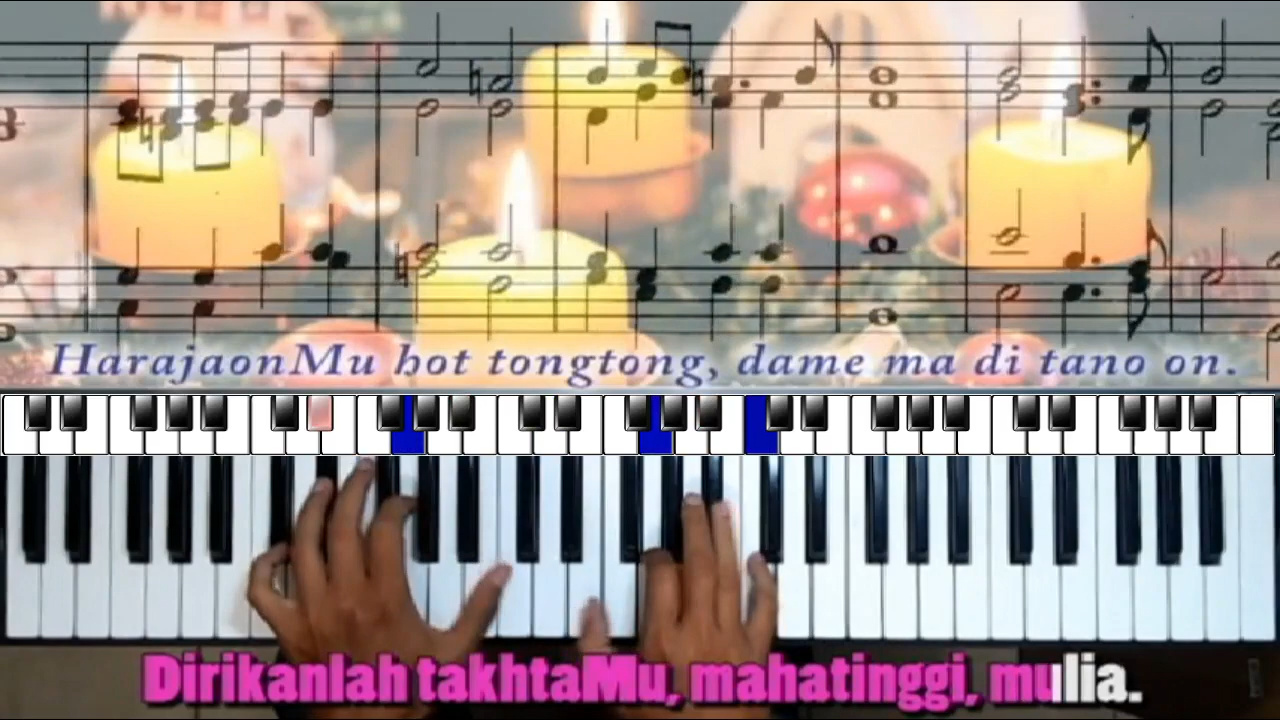 HarajaonMu hot tongtong, dame ma di tano on.
Dirikanlah takhtaMu, mahatinggi, mulia.